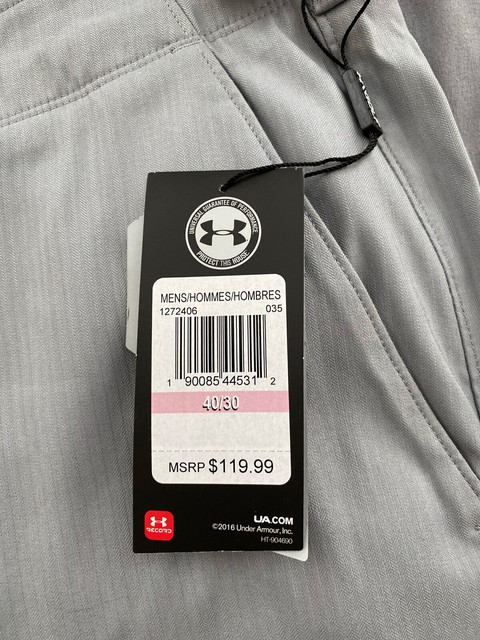 UNIVERSAL GUARANTEE OF PERFORMANCE
PROTECT THIS HOUSE
MENS/HOMMES/HOMBRES
1272406 035
1 90085 44531 2
40/30
MSRP $119.99
RECORD
UA.COM
©2016 Under Armour, Inc.
HT-904690